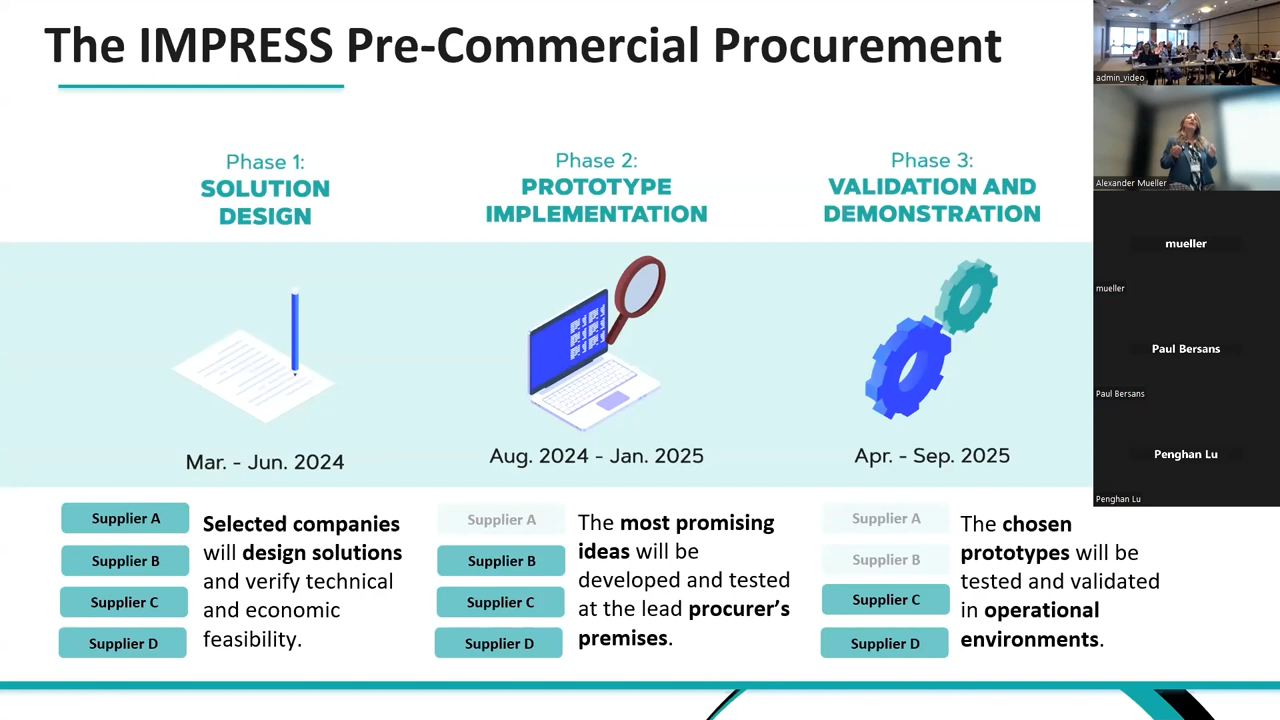 The IMPRESS Pre-Commercial Procurement
Phase 1:
SOLUTION
DESIGN
Mar. - Jun. 2024
Supplier A
Supplier B
Supplier C
Supplier D
Selected companies
will design solutions
and verify technical
and economic
feasibility.
Phase 2:
PROTOTYPE
IMPLEMENTATION
Aug. 2024 - Jan. 2025
Supplier A
Supplier B
Supplier C
Supplier D
The most promising
ideas will be
developed and tested
at the lead procurer's
premises.
Phase 3:
VALIDATION AND
DEMONSTRATION
Apr. - Sep. 2025
Supplier A
Supplier B
Supplier C
Supplier D
The chosen
prototypes will be
tested and validated
in operational
environments.
admin_video
Alexander Mueller
mueller
mueller
Paul Bersans
Paul Bersans
Penghan Lu
Penghan Lu